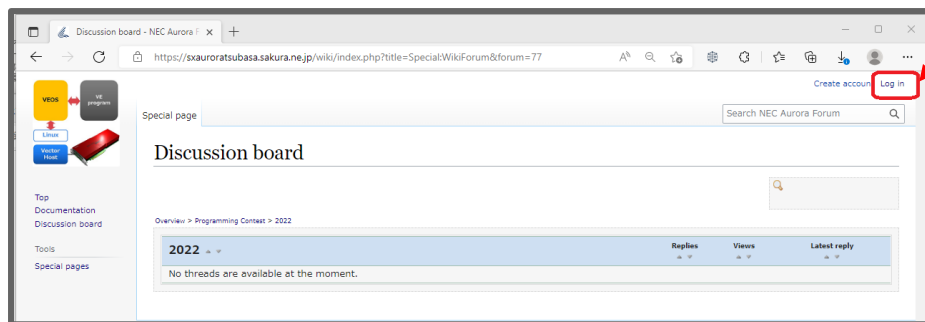 Discussion board - NEC Aurora F
https://sxauroratsubasa.sakura.ne.jp/wiki/index.php?title=Special:WikiForum&forum=77
Create accoun
Log in
VEOS
VE program
Linux
Vector Host
Special page
Search NEC Aurora Forum
Discussion board
Top
Documentation
Discussion board
Tools
Special pages
Overview > Programming Contest > 2022
2022 Replies Views Latest reply
No threads are available at the moment.